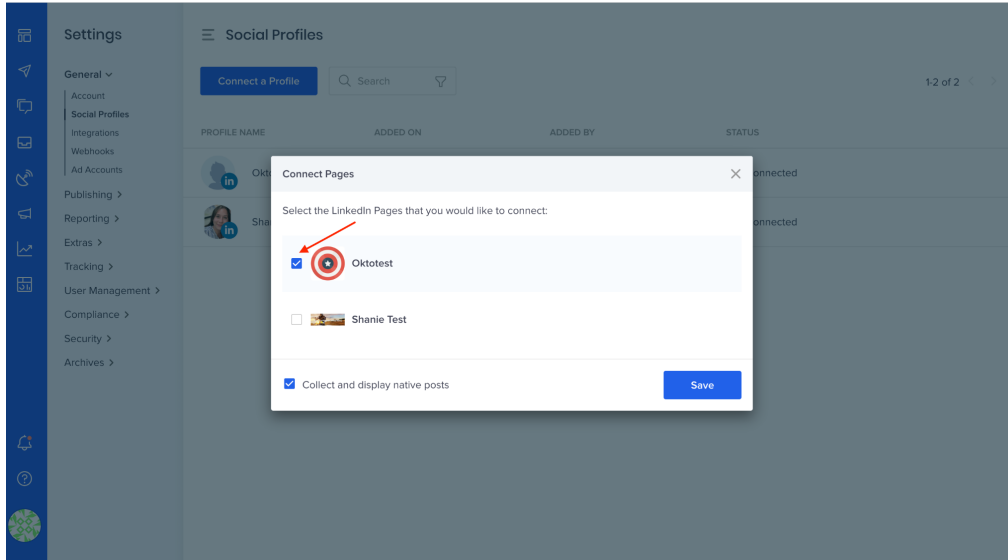 Settings
General
Account
Social Profiles
Integrations
Webhooks
Ad Accounts
Publishing
Reporting
Extras
Tracking
User Management
Compliance
Security
Archives
Social Profiles
Connect a Profile
Search
1-2 of 2
PROFILE NAME ADDED ON ADDED BY STATUS
in
in
Connect Pages
Select the LinkedIn Pages that you would like to connect:
Oktotest
Shanie Test
Collect and display native posts
Save